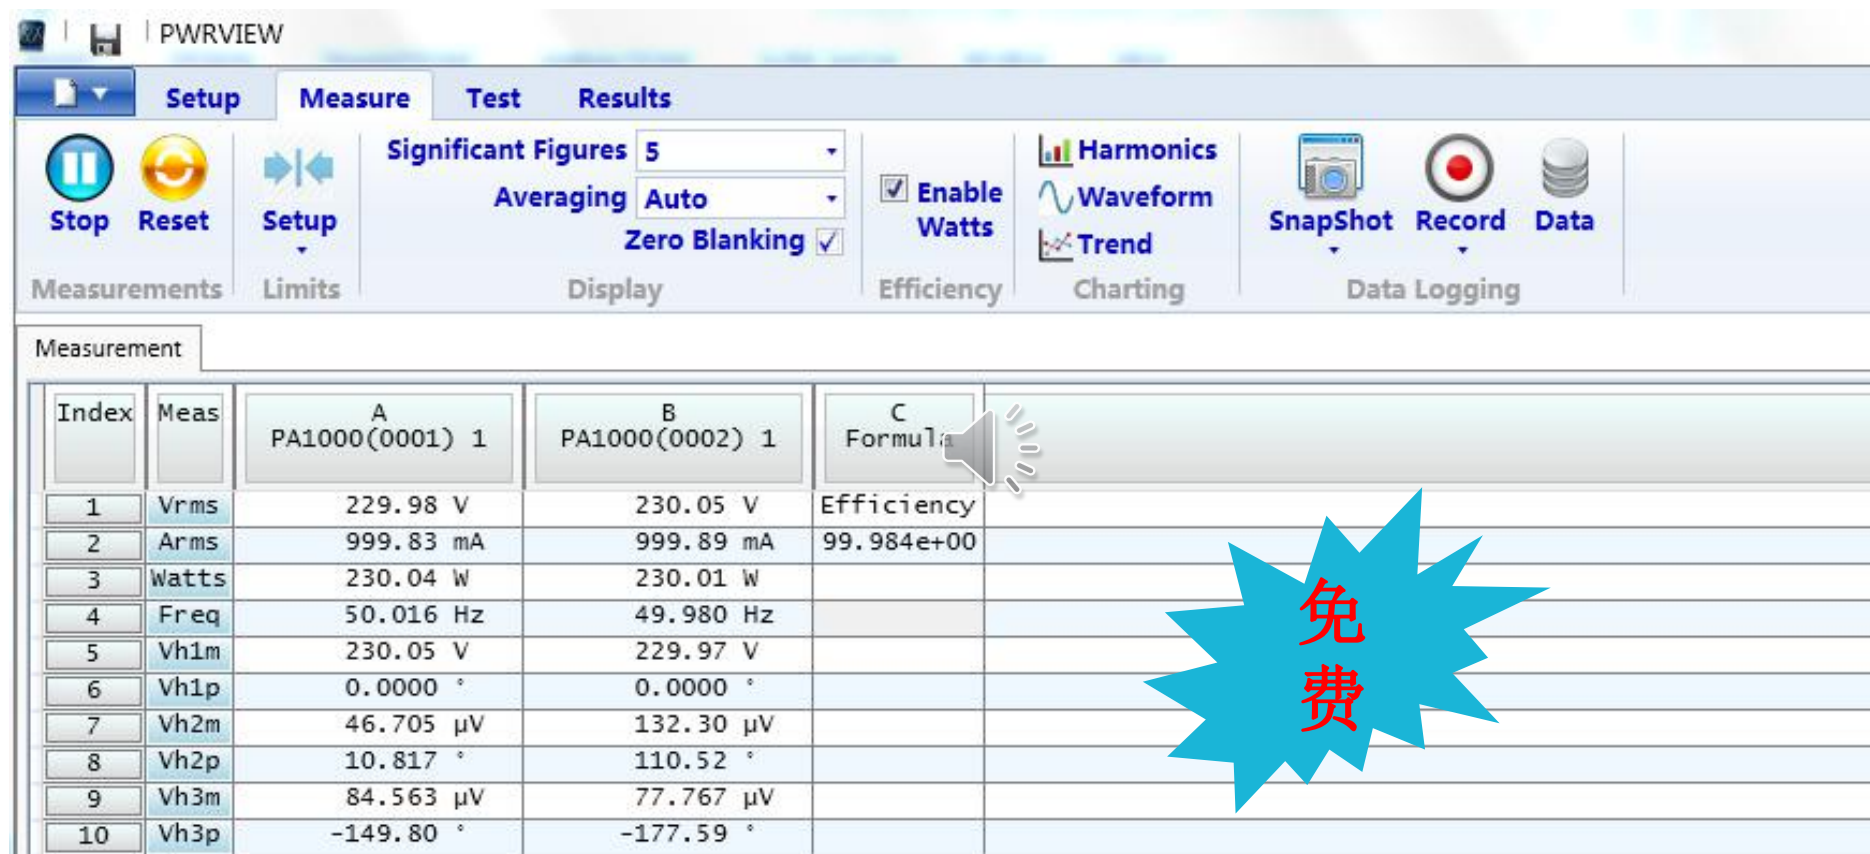 PWRVIEW
Setup Measure Test Results
Stop Reset Setup Significant Figures 5 Averaging Auto Zero Blanking Enable Watts Harmonics Waveform Trend SnapShot Record Data
Measurements Limits Display Efficiency Charting Data Logging
Measurement
Index Meas A PA1000(0001) 1 B PA1000(0002) 1 C Formula
1 Vrms 229.98 V 230.05 V Efficiency
2 Arms 999.83 mA 999.89 mA 99.984e+00
3 Watts 230.04 W 230.01 W
4 Freq 50.016 Hz 49.980 Hz
5 Vh1m 230.05 V 229.97 V
6 Vh1p 0.0000 ° 0.0000 °
7 Vh2m 46.705 µV 132.30 µV
8 Vh2p 10.817 ° 110.52 °
9 Vh3m 84.563 µV 77.767 µV
10 Vh3p -149.80 ° -177.59 °
免
费